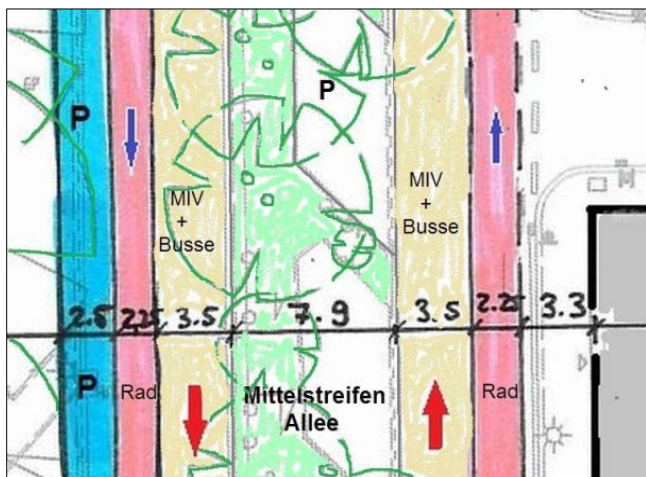 P
P
MIV
+
Busse
MIV
+
Busse
2.5 2.25 3.5 7.9 3.5 2.25 3.3
P
Rad
Mittelstreifen
Allee
Rad